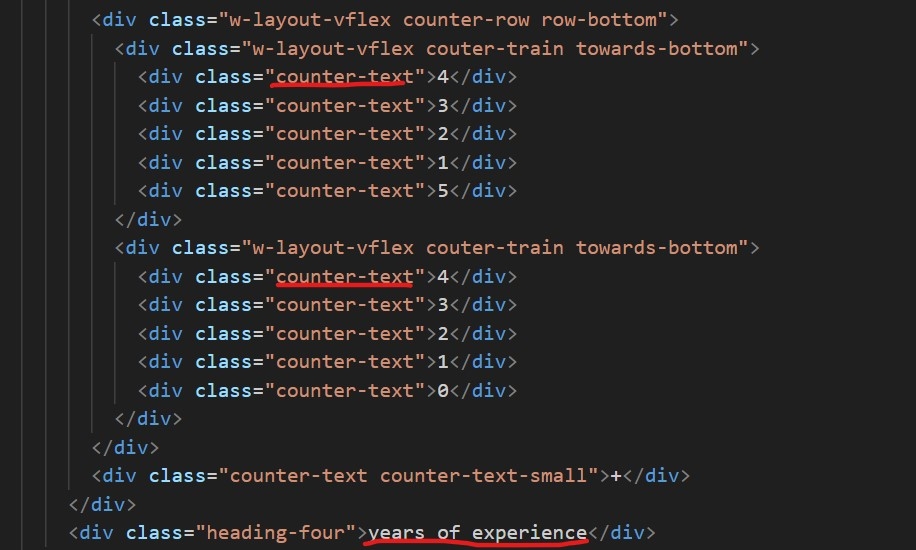 <div class="w-layout-vflex counter-row row-bottom">
<div class="w-layout-vflex couter-train towards-bottom">
<div class="counter-text">4</div>
<div class="counter-text">3</div>
<div class="counter-text">2</div>
<div class="counter-text">1</div>
<div class="counter-text">5</div>
</div>
<div class="w-layout-vflex couter-train towards-bottom">
<div class="counter-text">4</div>
<div class="counter-text">3</div>
<div class="counter-text">2</div>
<div class="counter-text">1</div>
<div class="counter-text">0</div>
</div>
</div>
<div class="counter-text counter-text-small">+</div>
</div>
<div class="heading-four">years of experience</div>